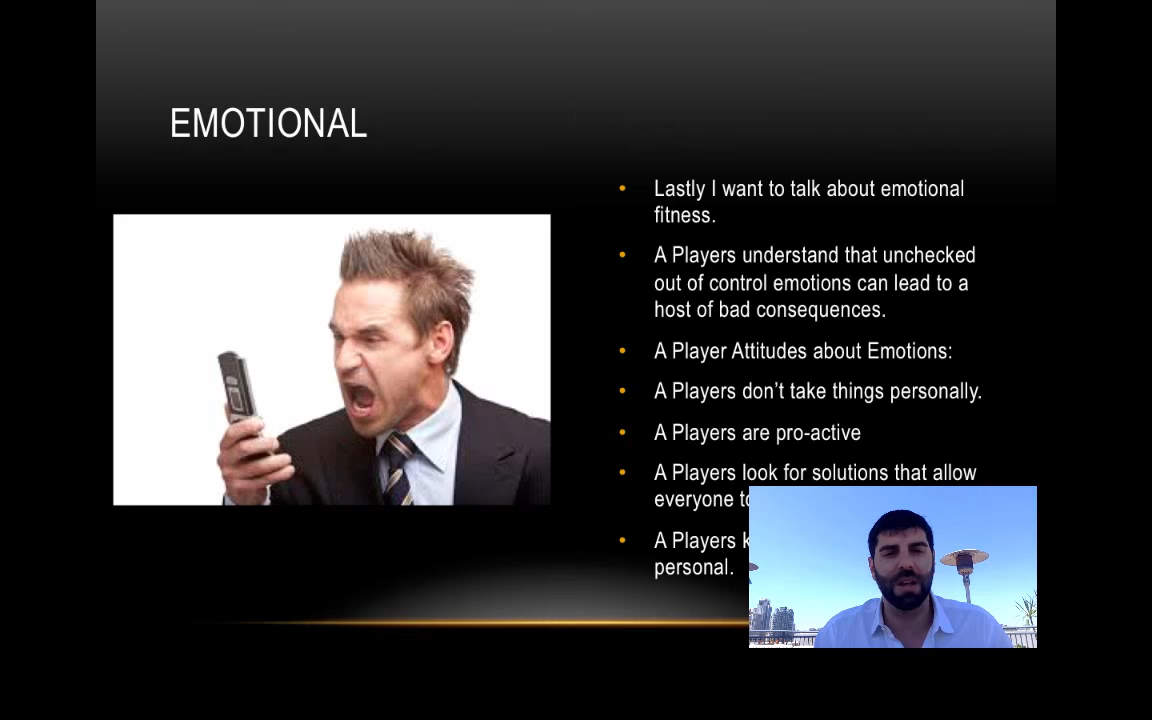 EMOTIONAL
• Lastly I want to talk about emotional
fitness.
• A Players understand that unchecked
out of control emotions can lead to a
host of bad consequences.
• A Player Attitudes about Emotions:
• A Players don’t take things personally.
• A Players are pro-active
• A Players look for solutions that allow
everyone
• A Players
personal.